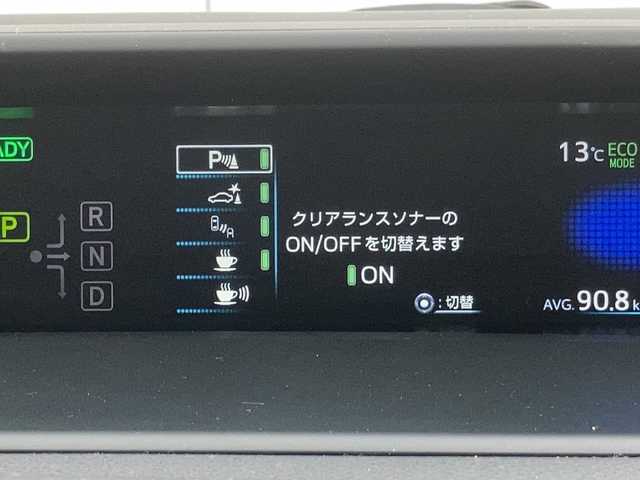 READY
P
R
N
D
P
A
クリアランスソナーの
ON/OFFを切替えます
ON
:切替
13℃
ECO
MODE
AVG. 90.8